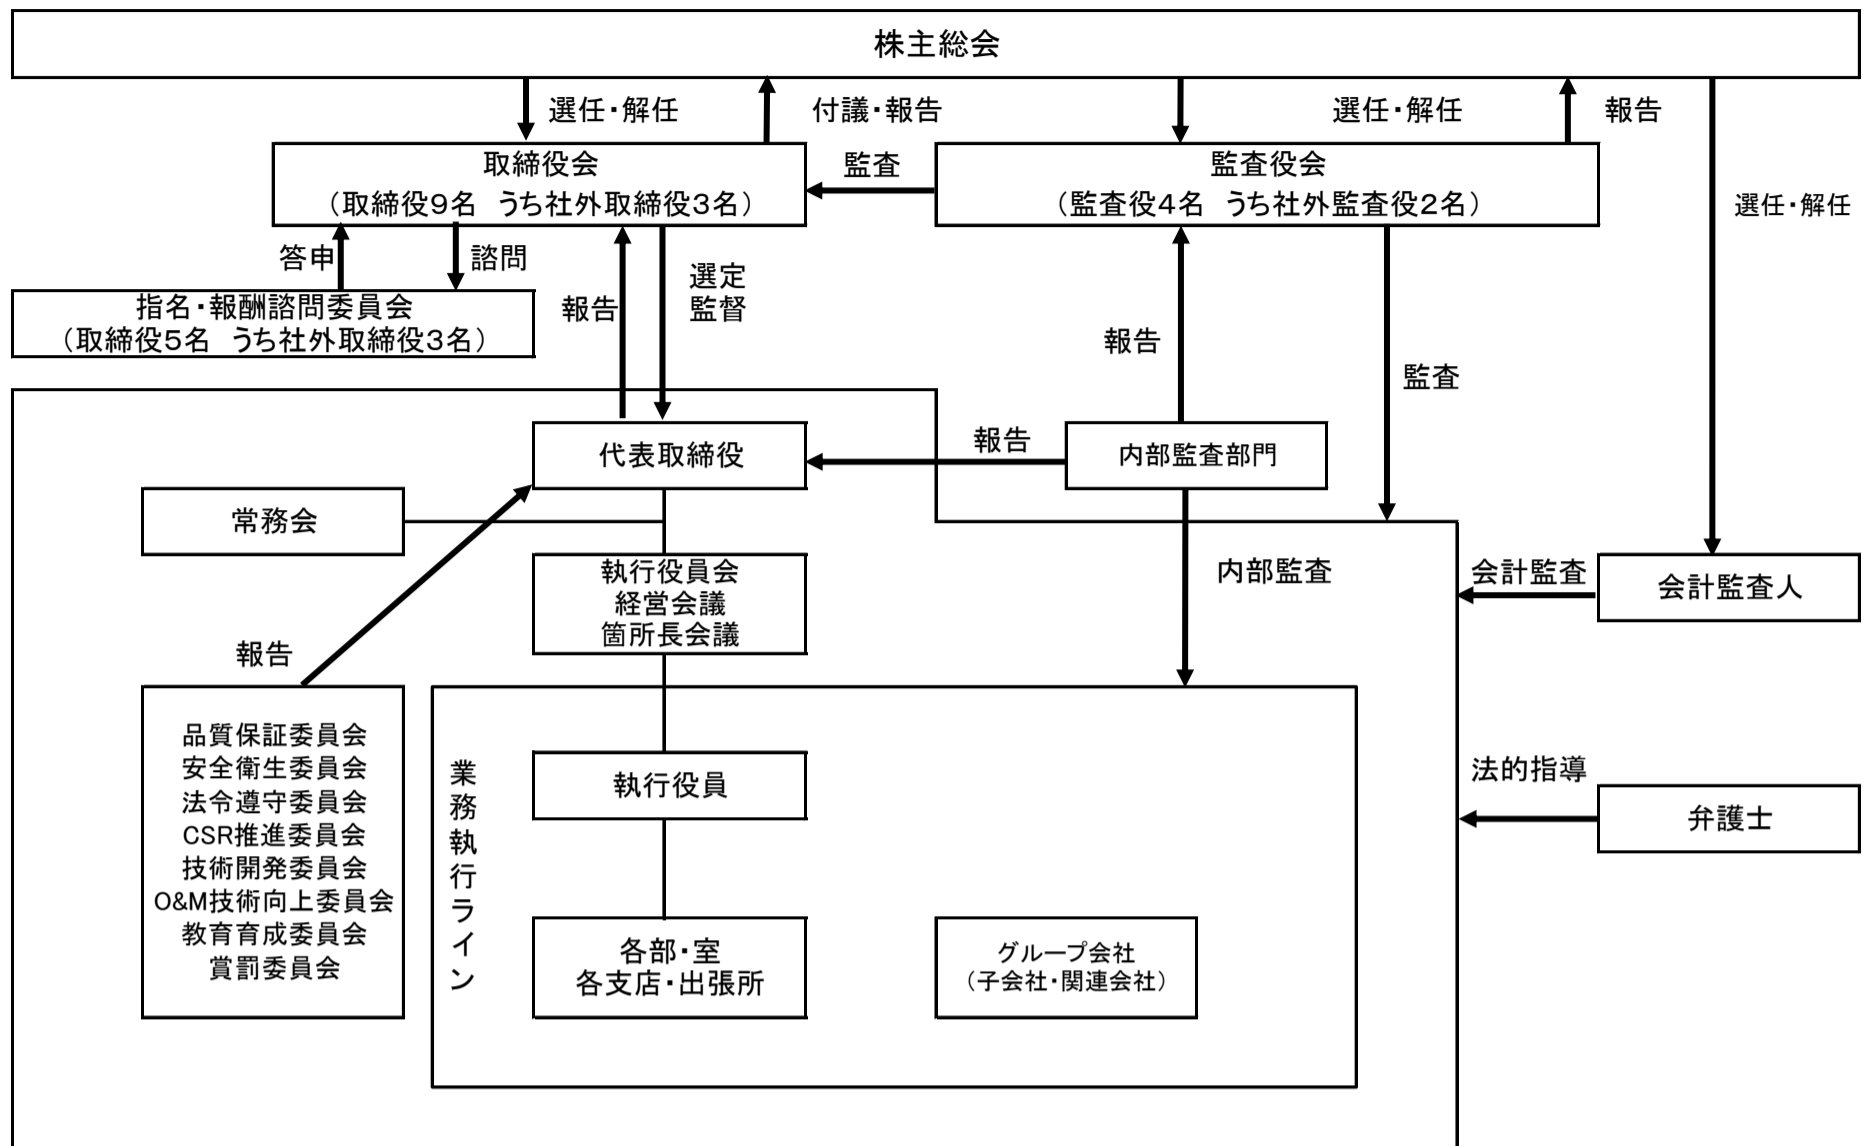 株主総会
選任・解任
付議・報告
選任・解任
報告
取締役会
（取締役９名　うち社外取締役３名）
監査
監査役会
（監査役４名　うち社外監査役２名）
選任・解任
答申
諮問
選定
監督
報告
指名・報酬諮問委員会
（取締役５名　うち社外取締役３名）
報告
監査
代表取締役
報告
内部監査部門
常務会
執行役員会
経営会議
箇所長会議
内部監査
会計監査
会計監査人
報告
品質保証委員会
安全衛生委員会
法令遵守委員会
CSR推進委員会
技術開発委員会
O&M技術向上委員会
教育育成委員会
賞罰委員会
業務執行ライン
執行役員
法的指導
弁護士
各部・室
各支店・出張所
グループ会社
（子会社・関連会社）